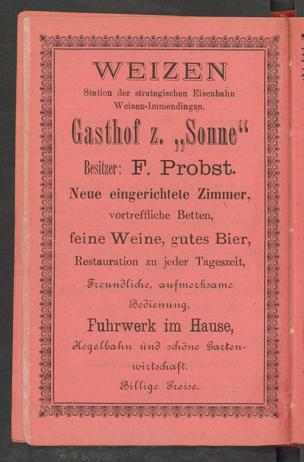 WEIZEN
Station der strategischen Eisenbahn
Weizen-Immendingen.
Gasthof z. „Sonne“
Besitzer: F. Probst.
Neue eingerichtete Zimmer,
vortreffliche Betten,
feine Weine, gutes Bier,
Restauration zu jeder Tageszeit,
Freundliche, aufmerksame
Bedienung,
Fuhrwerk im Hause,
Kegelbahn und schöne Garten-
wirtschaft.
Billige Preise.